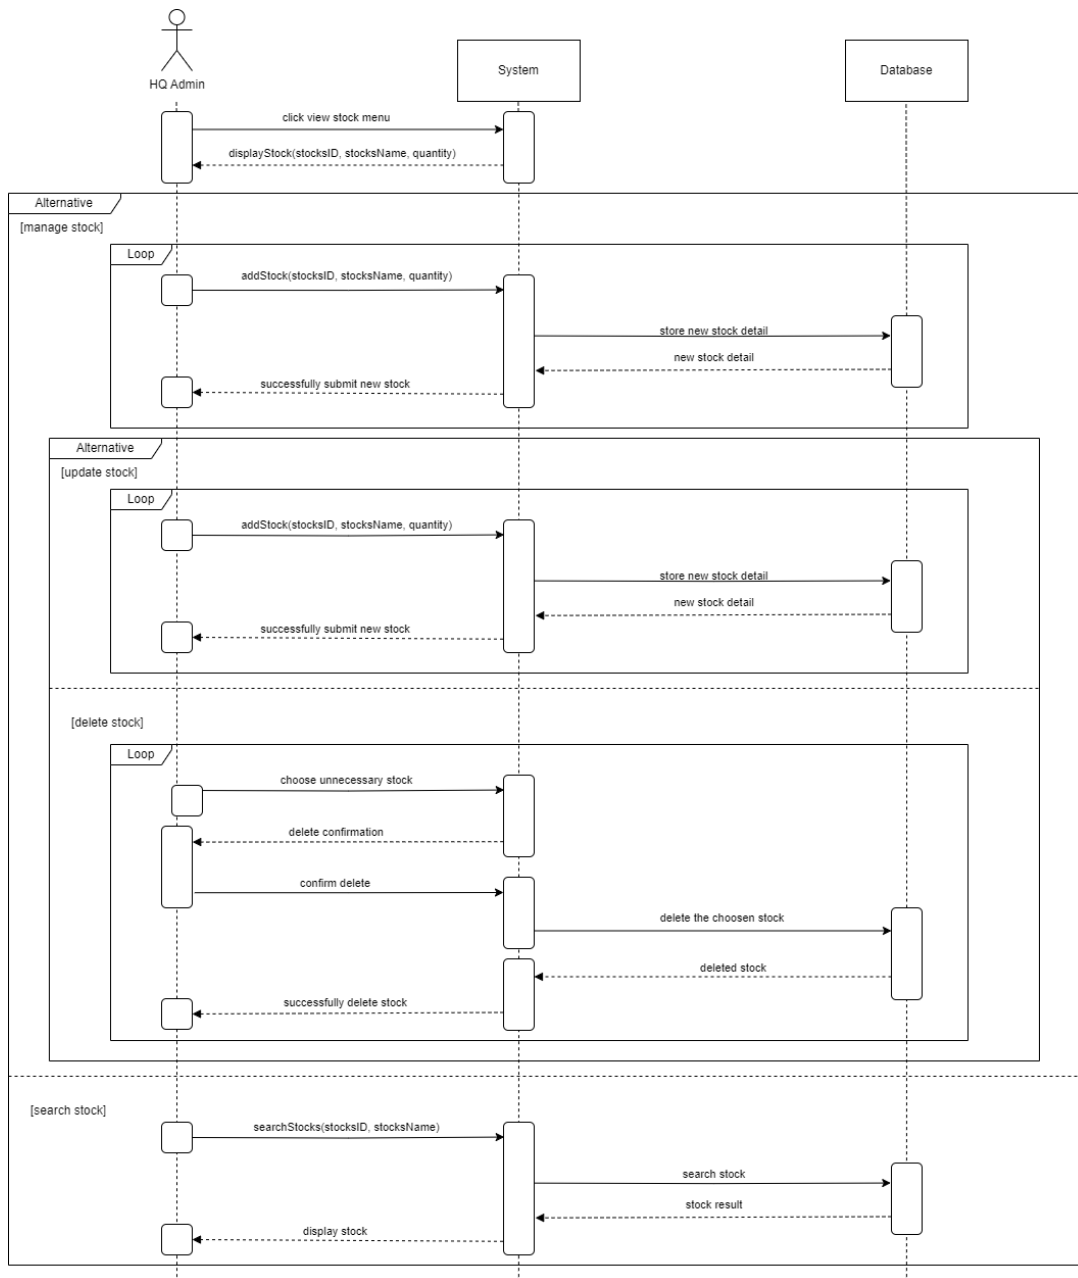 HQ Admin
System
Database
click view stock menu
displayStock(stocksID, stocksName, quantity)
Alternative
[manage stock]
Loop
addStock(stocksID, stocksName, quantity)
store new stock detail
new stock detail
successfully submit new stock
Alternative
[update stock]
Loop
addStock(stocksID, stocksName, quantity)
store new stock detail
new stock detail
successfully submit new stock
[delete stock]
Loop
choose unnecessary stock
delete confirmation
confirm delete
delete the choosen stock
deleted stock
successfully delete stock
[search stock]
searchStocks(stocksID, stocksName)
search stock
stock result
display stock